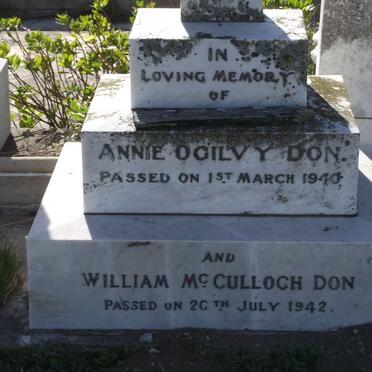 IN
LOVING MEMORY
OF
ANNIE OGILVY DON
PASSED ON 1ST MARCH 1940
AND
WILLIAM MCCULLOCH DON
PASSED ON 20TH JULY 1942.